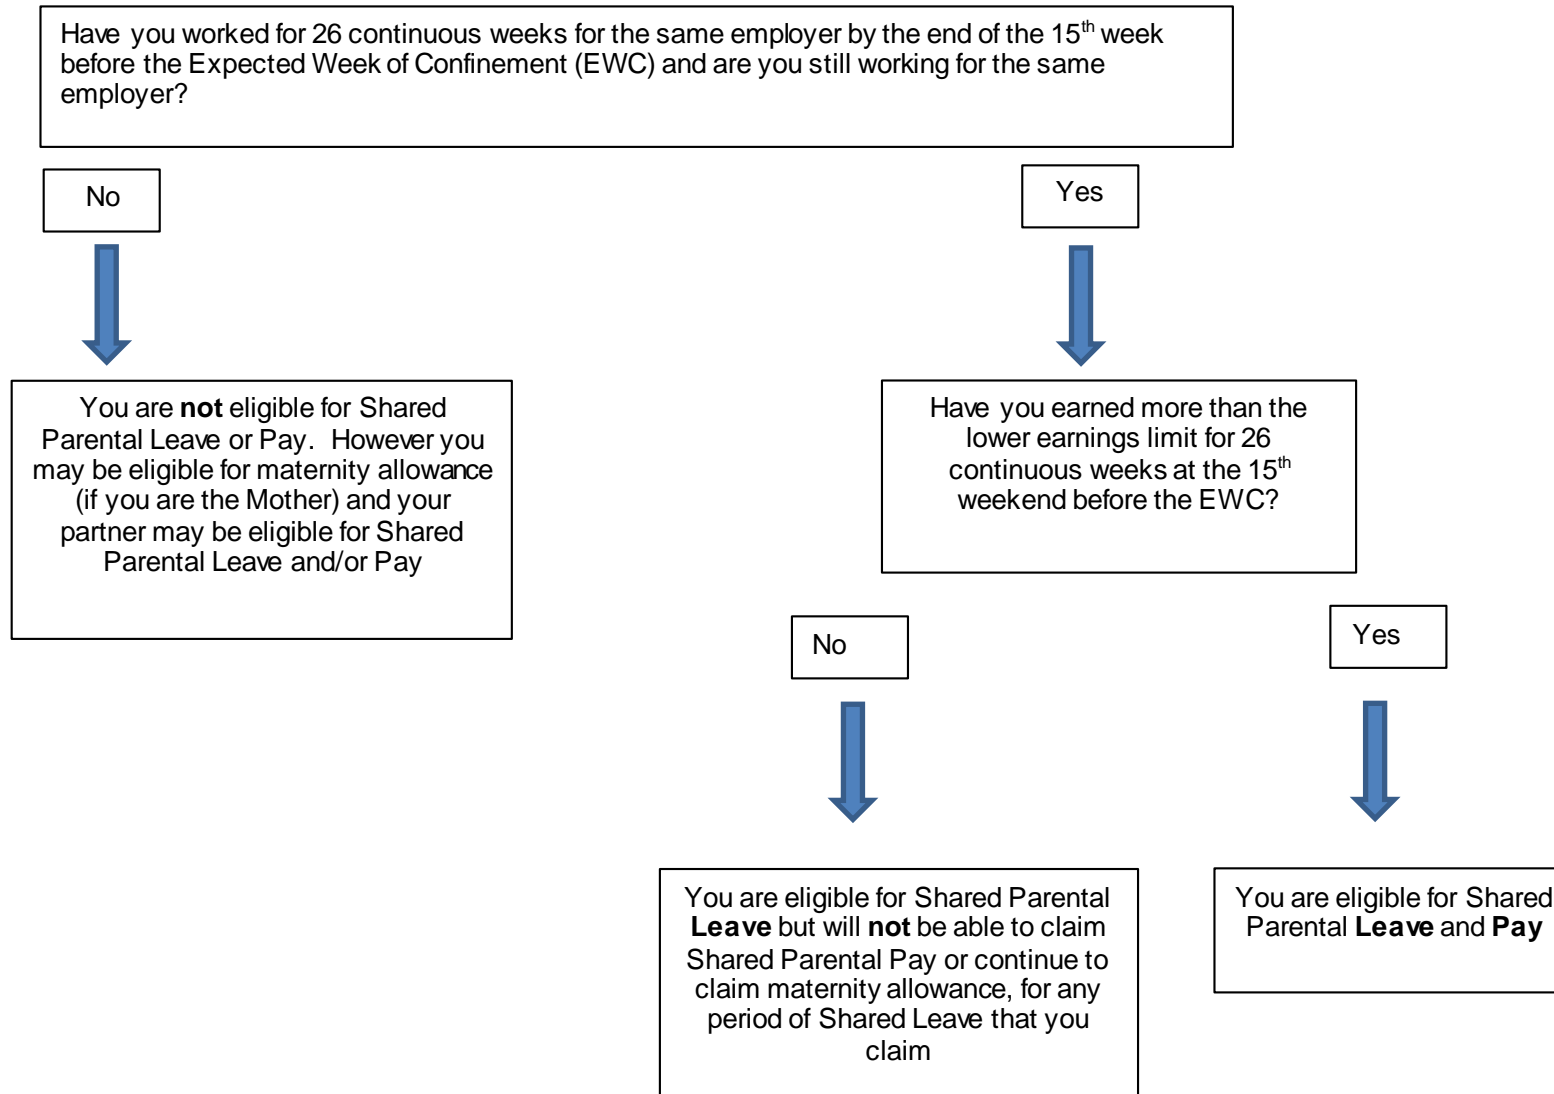 Have you worked for 26 continuous weeks for the same employer by the end of the 15th week
before the Expected Week of Confinement (EWC) and are you still working for the same
employer?
No
Yes
You are not eligible for Shared
Parental Leave or Pay. However you
may be eligible for maternity allowance
(if you are the Mother) and your
partner may be eligible for Shared
Parental Leave and/or Pay
Have you earned more than the
lower earnings limit for 26
continuous weeks at the 15th
weekend before the EWC?
No
Yes
You are eligible for Shared Parental
Leave but will not be able to claim
Shared Parental Pay or continue to
claim maternity allowance, for any
period of Shared Leave that you
claim
You are eligible for Shared
Parental Leave and Pay